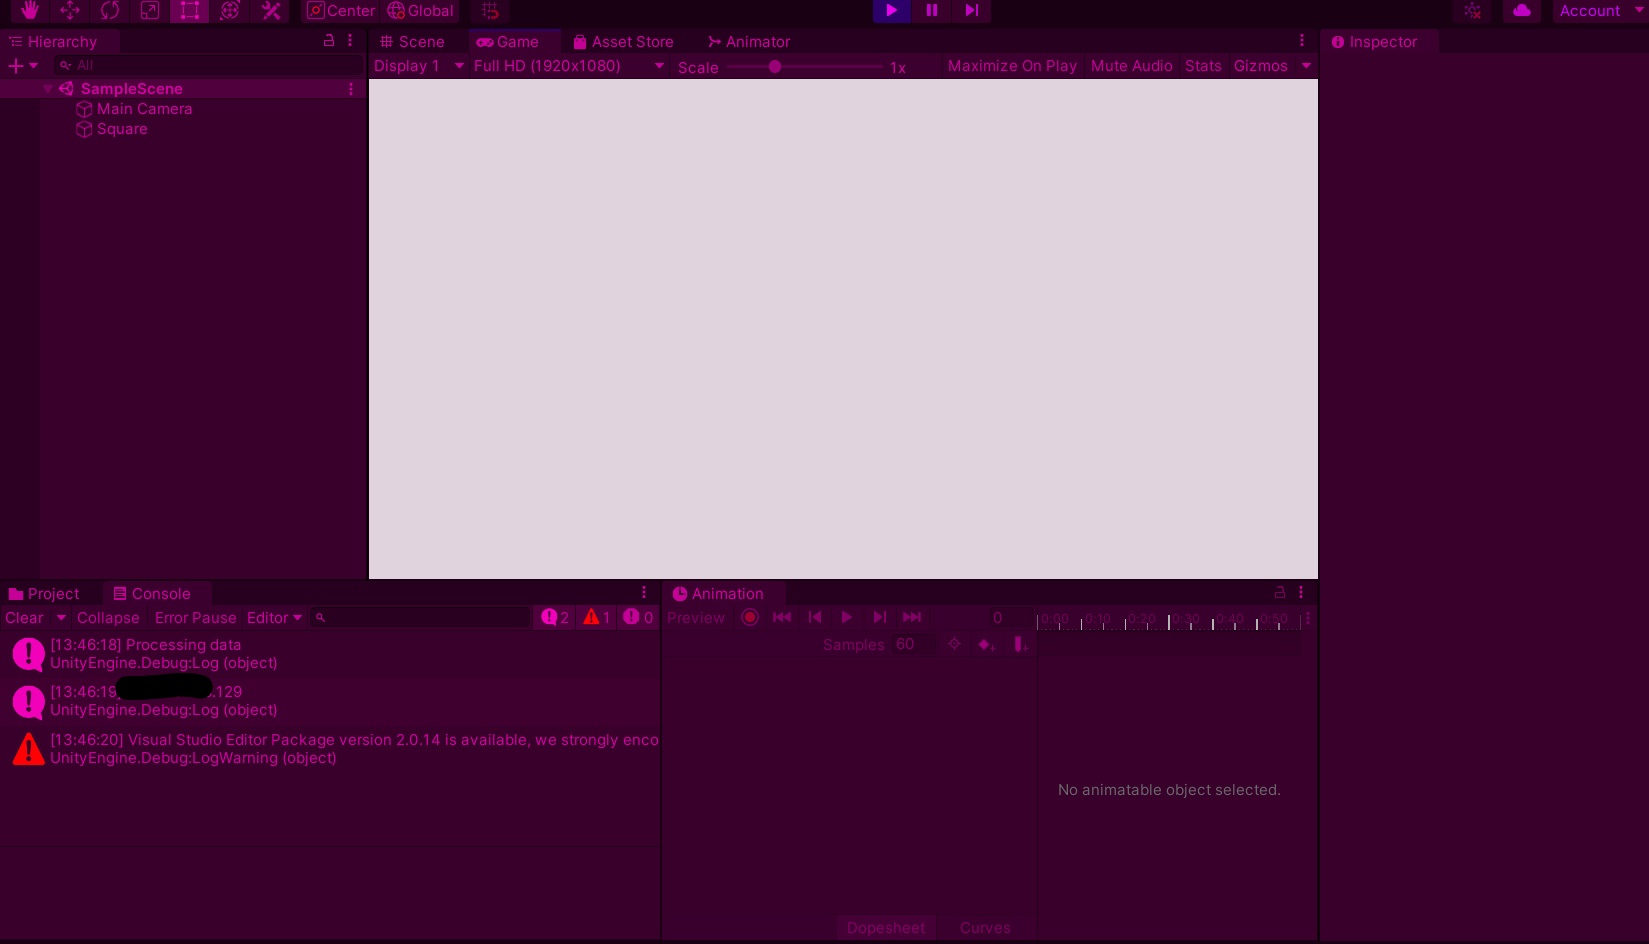 Center Global Account
Hierarchy
All
SampleScene
Main Camera
Square
Scene Game Asset Store Animator
Display 1 Full HD (1920x1080) Scale 1x Maximize On Play Mute Audio Stats Gizmos
Inspector
Project Console
Clear Collapse Error Pause Editor 2 1 0
[13:46:18] Processing data
UnityEngine.Debug:Log (object)
[13:46:19] .129
UnityEngine.Debug:Log (object)
[13:46:20] Visual Studio Editor Package version 2.0.14 is available, we strongly enco
UnityEngine.Debug:LogWarning (object)
Animation
Preview 0 0:00 0:10 0:20 0:30 0:40 0:50
Samples 60
No animatable object selected.
Dopesheet Curves